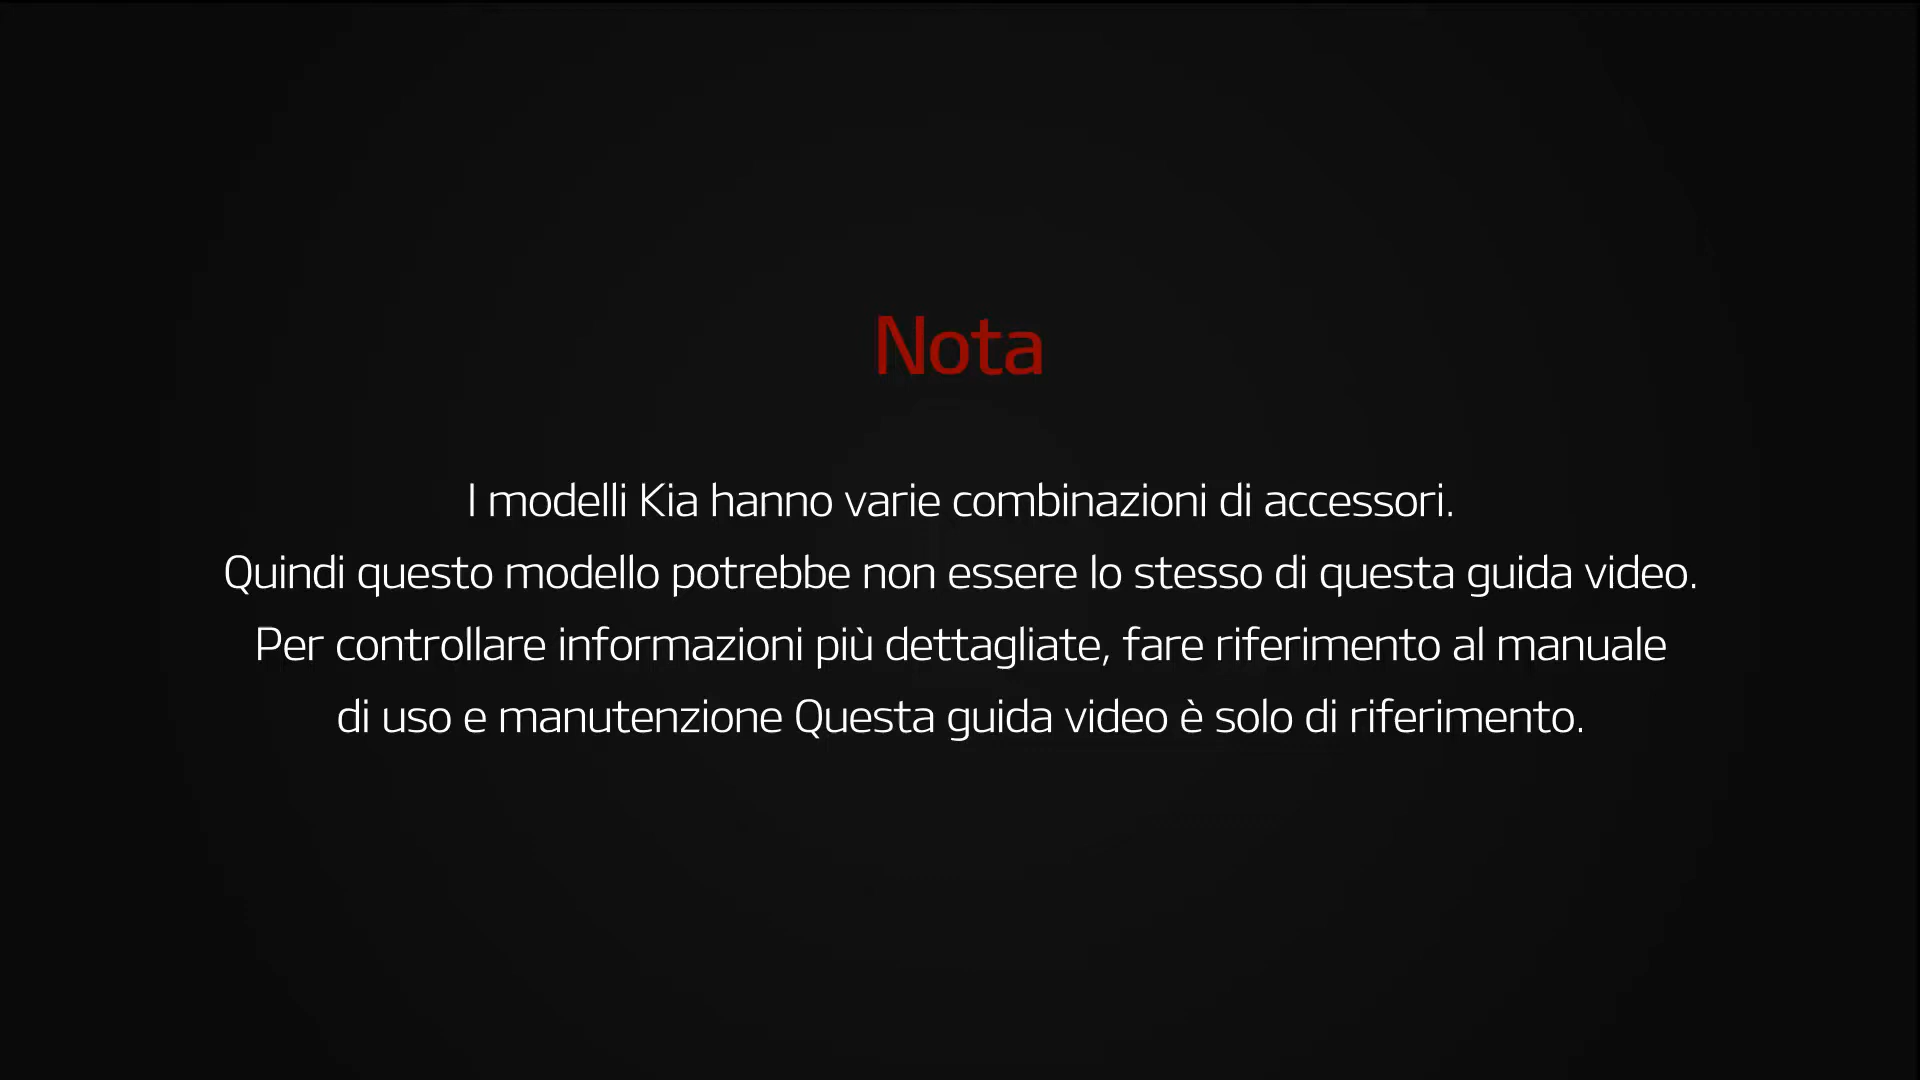 Nota
I modelli Kia hanno varie combinazioni di accessori.
Quindi questo modello potrebbe non essere lo stesso di questa guida video.
Per controllare informazioni più dettagliate, fare riferimento al manuale
di uso e manutenzione Questa guida video è solo di riferimento.